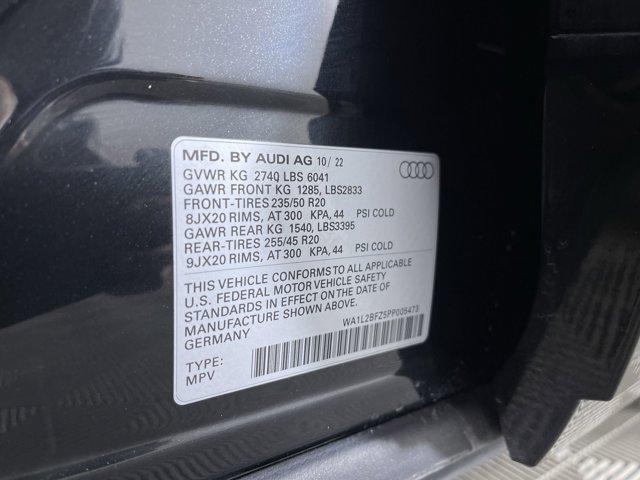 MFD. BY AUDI AG 10/ 22
GVWR KG 2740 LBS 6041
GAWR FRONT KG 1285, LBS2833
FRONT-TIRES 235/50 R20
8JX20 RIMS, AT 300 KPA, 44 PSI COLD
GAWR REAR KG 1540, LBS3395
REAR-TIRES 255/45 R20
9JX20 RIMS, AT 300 KPA, 44 PSI COLD
THIS VEHICLE CONFORMS TO ALL APPLICABLE
U.S. FEDERAL MOTOR VEHICLE SAFETY
STANDARDS IN EFFECT ON THE DATE OF
MANUFACTURE SHOWN ABOVE.
GERMANY
WA1L2BFZ5PP005473
TYPE:
MPV